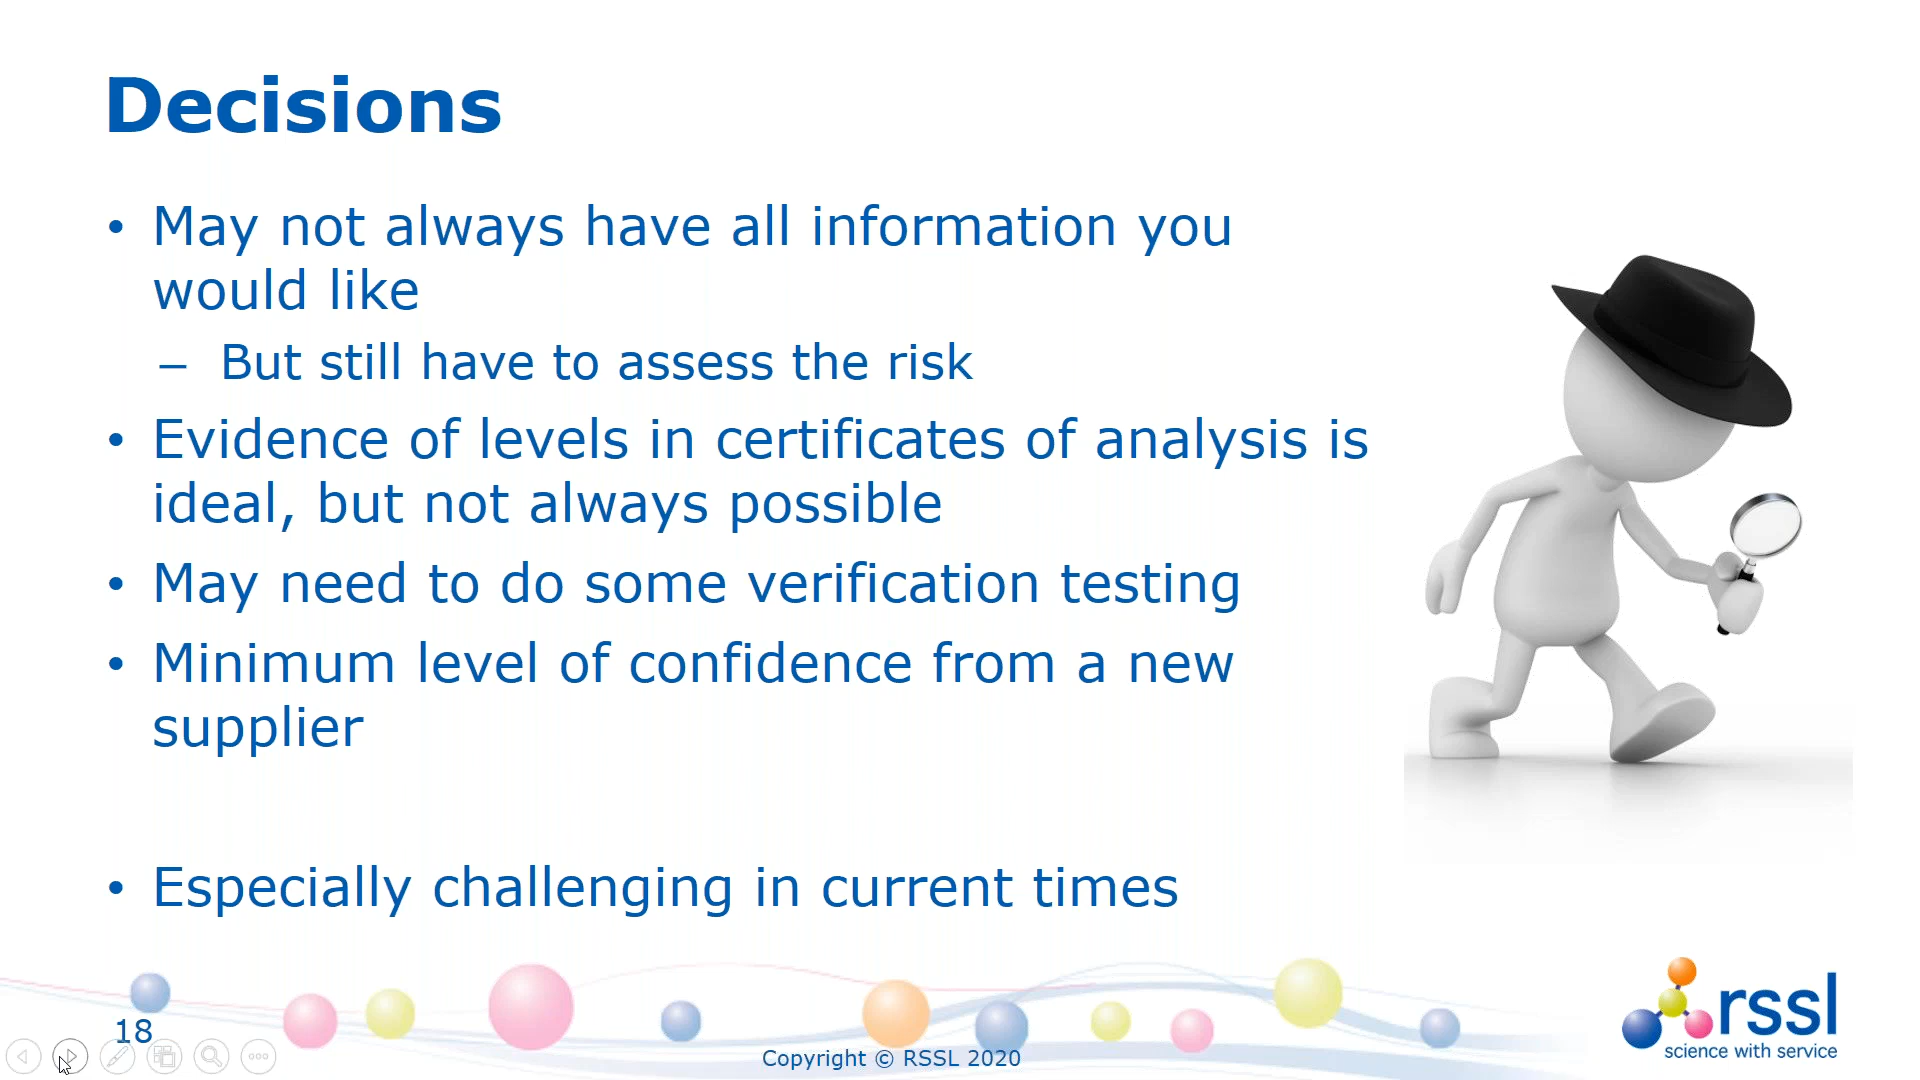 Decisions
• May not always have all information you
would like
– But still have to assess the risk
• Evidence of levels in certificates of analysis is
ideal, but not always possible
• May need to do some verification testing
• Minimum level of confidence from a new
supplier
• Especially challenging in current times
18
Copyright © RSSL 2020
rssl
science with service